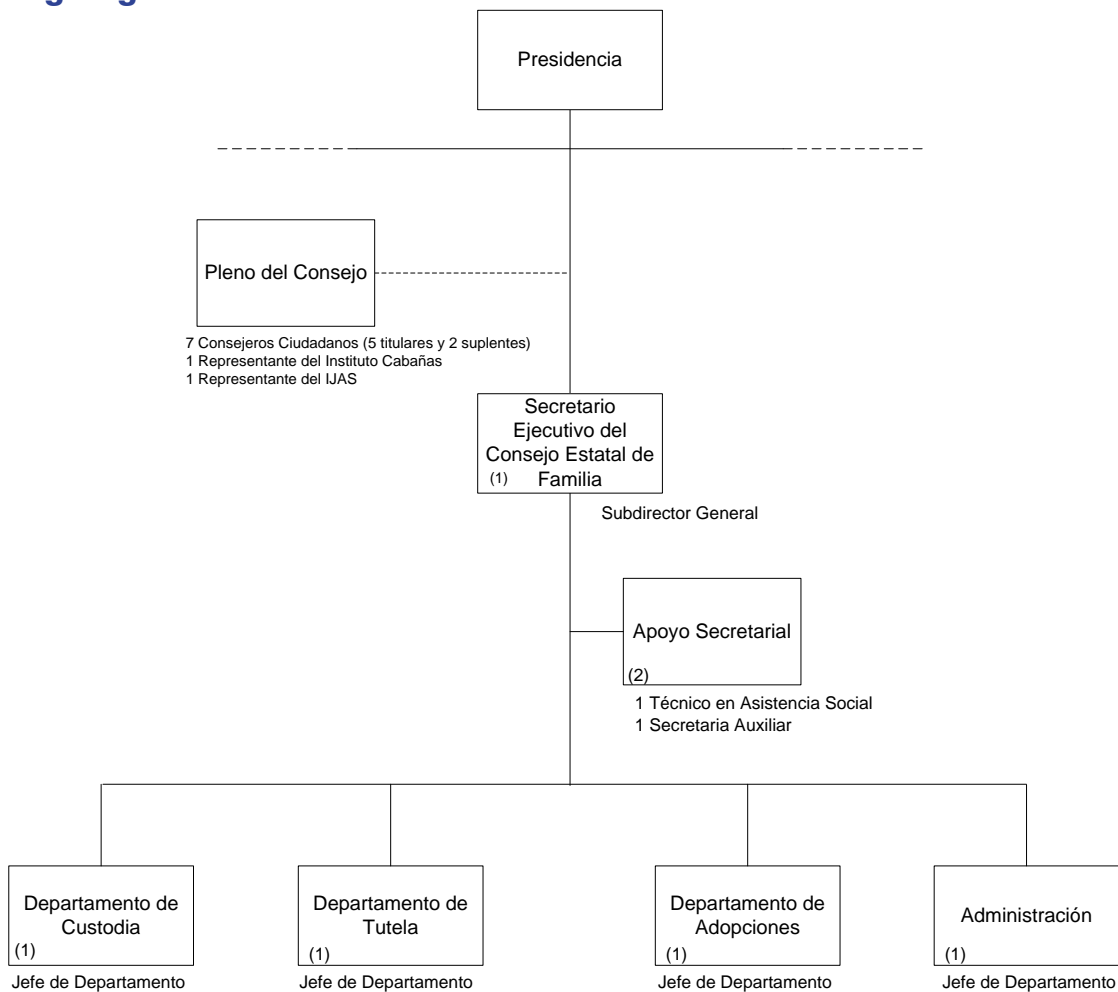 Presidencia
Pleno del Consejo
7 Consejeros Ciudadanos (5 titulares y 2 suplentes)
1 Representante del Instituto Cabañas
1 Representante del IJAS
Secretario
Ejecutivo del
Consejo Estatal de
(1) Familia
Subdirector General
Apoyo Secretarial
(2)
1 Técnico en Asistencia Social
1 Secretaria Auxiliar
Departamento de
Custodia
(1)
Jefe de Departamento
Departamento de
Tutela
(1)
Jefe de Departamento
Departamento de
Adopciones
(1)
Jefe de Departamento
Administración
(1)
Jefe de Departamento